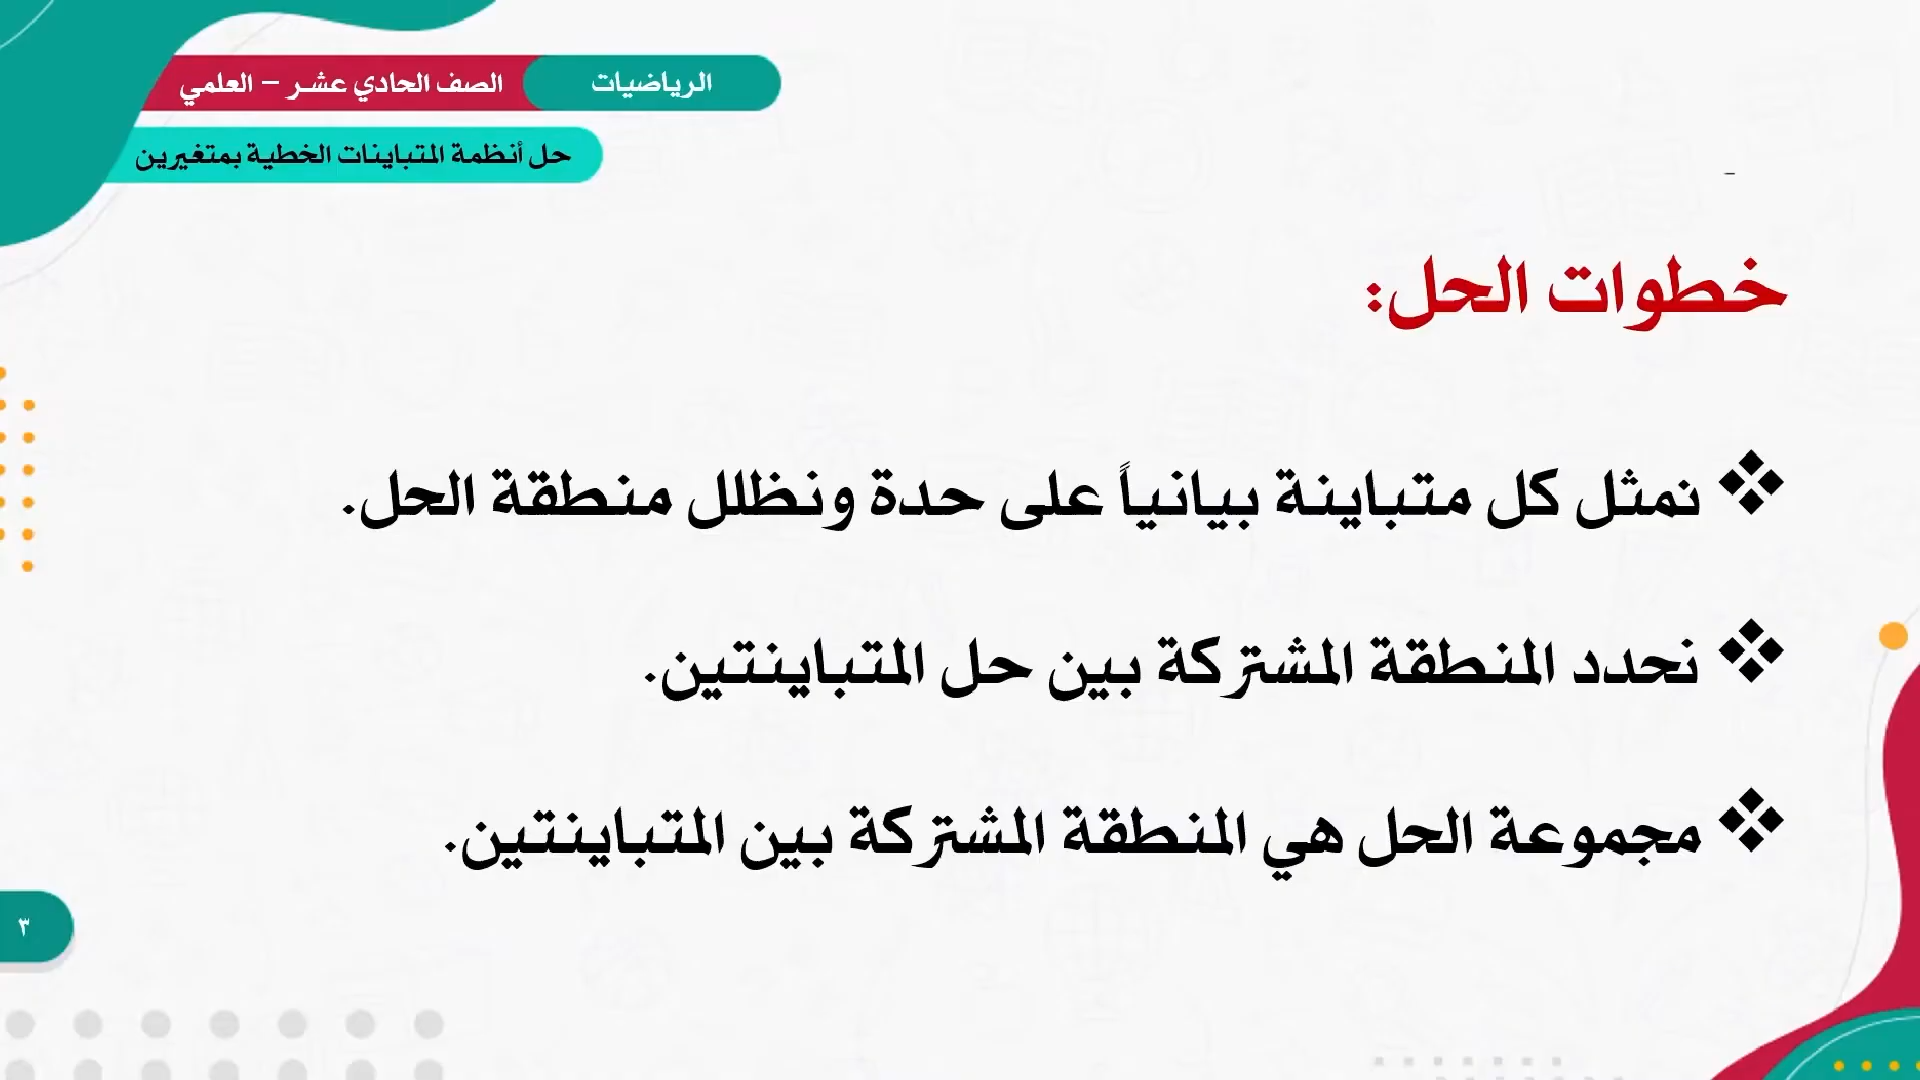 الرياضيات
الصف الحادي عشر – العلمي
حل أنظمة المتباينات الخطية بمتغيرين
خطوات الحل:
❖ نمثل كل متباينة بيانياً على حدة ونظلل منطقة الحل.
❖ نحدد المنطقة المشتركة بين حل المتباينتين.
❖ مجموعة الحل هي المنطقة المشتركة بين المتباينتين.
٣